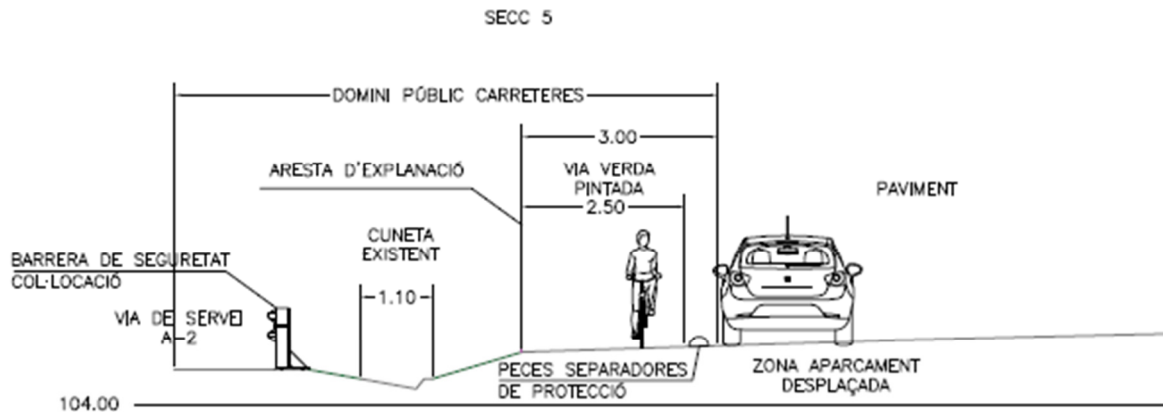 SECC 5
DOMINI PÚBLIC CARRETERES
3.00
ARESTA D'EXPLANACIÓ
VIA VERDA
PINTADA
2.50
PAVIMENT
CUNETA
EXISTENT
BARRERA DE SEGURETAT
COL·LOCACIÓ
1.10
VIA DE SERVEI
A-2
PECES SEPARADORES
DE PROTECCIÓ
ZONA APARCAMENT
DESPLAÇADA
104.00